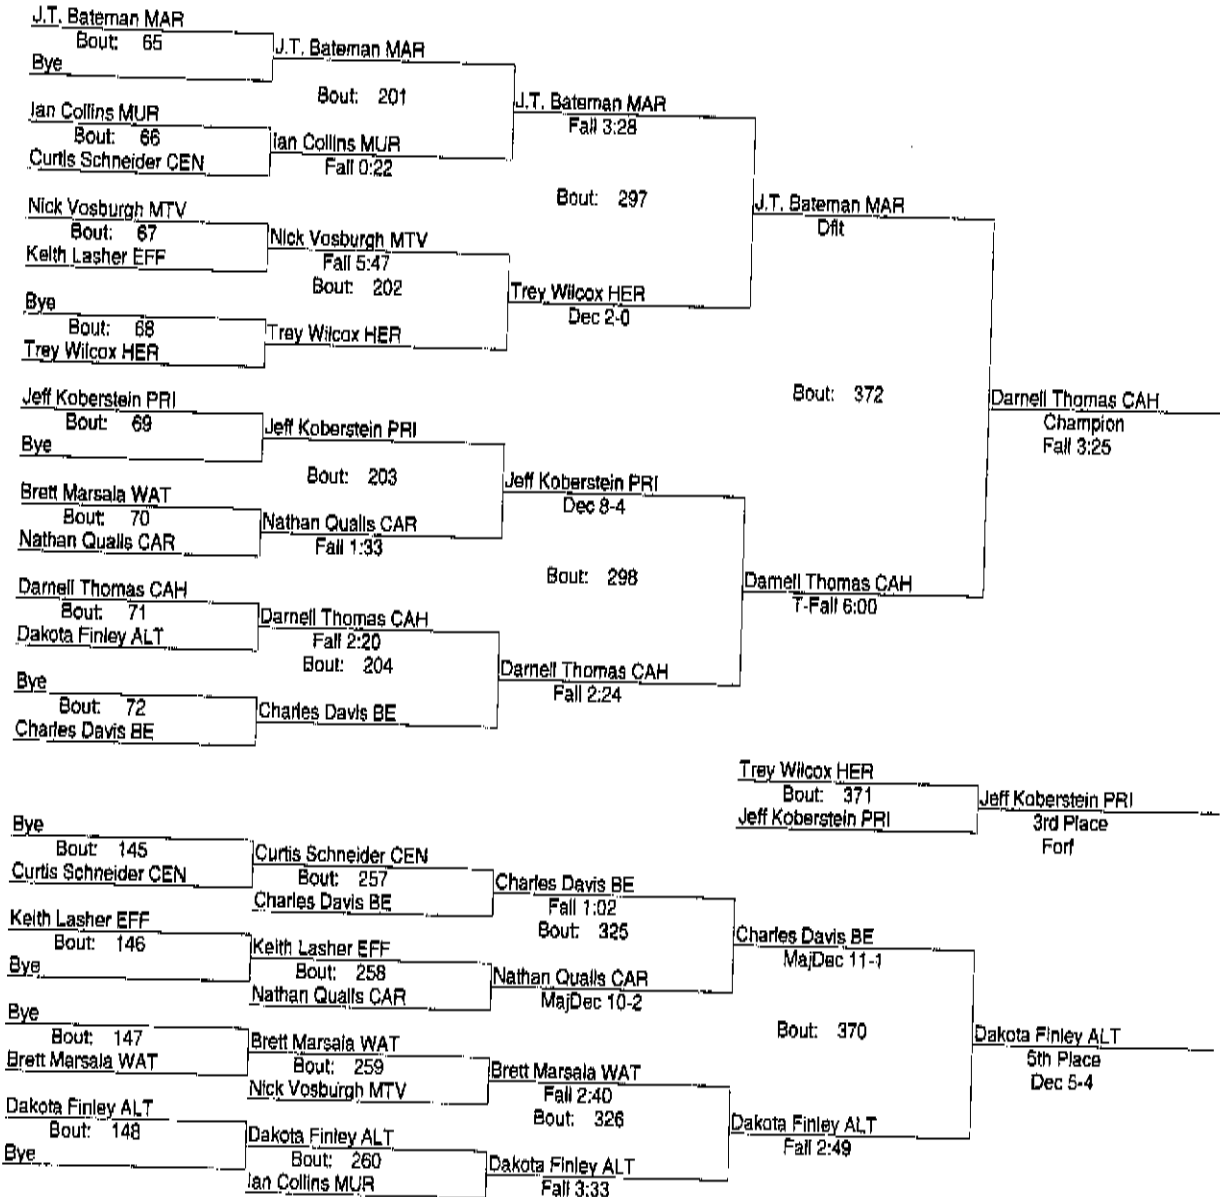 J.T. Bateman MAR
Bout: 65
Bye
J.T. Bateman MAR
Bout: 201
Ian Collins MUR
Bout: 66
Curtis Schneider CEN
Ian Collins MUR
Fall 0:22
J.T. Bateman MAR
Fall 3:28
Bout: 297
Nick Vosburgh MTV
Bout: 67
Keith Lasher EFF
Nick Vosburgh MTV
Fall 5:47
Bout: 202
Bye
Bout: 68
Trey Wilcox HER
Trey Wilcox HER
Trey Wilcox HER
Dec 2-0
J.T. Bateman MAR
Dflt
Bout: 372
Darnell Thomas CAH
Champion
Fall 3:25
Jeff Koberstein PRI
Bout: 69
Bye
Jeff Koberstein PRI
Bout: 203
Brett Marsala WAT
Bout: 70
Nathan Qualls CAR
Nathan Qualls CAR
Fall 1:33
Jeff Koberstein PRI
Dec 8-4
Bout: 298
Darnell Thomas CAH
Bout: 71
Dakota Finley ALT
Darnell Thomas CAH
Fall 2:20
Bout: 204
Bye
Bout: 72
Charles Davis BE
Charles Davis BE
Darnell Thomas CAH
Fall 2:24
Darnell Thomas CAH
T-Fall 6:00
Trey Wilcox HER
Bout: 371
Jeff Koberstein PRI
Jeff Koberstein PRI
3rd Place
Forf
Bye
Bout: 145
Curtis Schneider CEN
Curtis Schneider CEN
Bout: 257
Charles Davis BE
Charles Davis BE
Fall 1:02
Bout: 325
Keith Lasher EFF
Bout: 146
Bye
Keith Lasher EFF
Bout: 258
Nathan Qualls CAR
Nathan Qualls CAR
MajDec 10-2
Charles Davis BE
MajDec 11-1
Bout: 370
Bye
Bout: 147
Brett Marsala WAT
Brett Marsala WAT
Bout: 259
Nick Vosburgh MTV
Brett Marsala WAT
Fall 2:40
Bout: 326
Dakota Finley ALT
Bout: 148
Bye
Dakota Finley ALT
Bout: 260
Ian Collins MUR
Dakota Finley ALT
Fall 3:33
Dakota Finley ALT
Fall 2:49
Dakota Finley ALT
5th Place
Dec 5-4